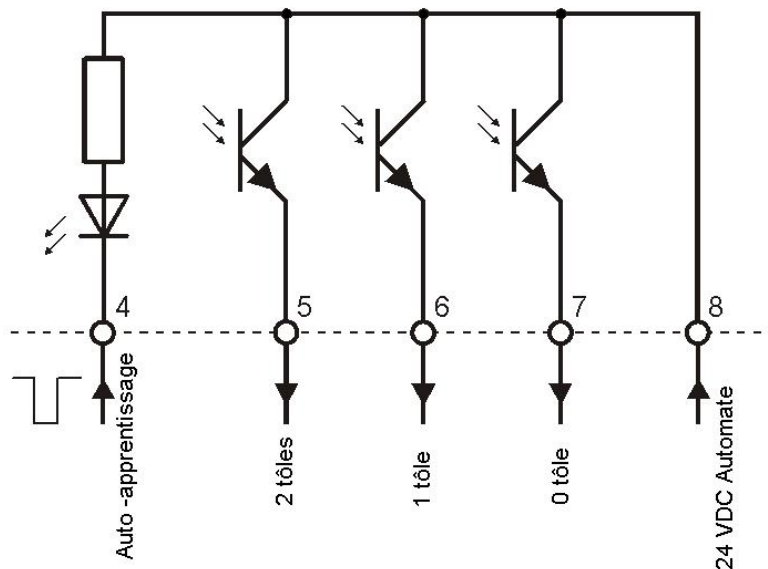 4
5
6
7
8
Auto -apprentissage
2 tôles
1 tôle
0 tôle
24 VDC Automate